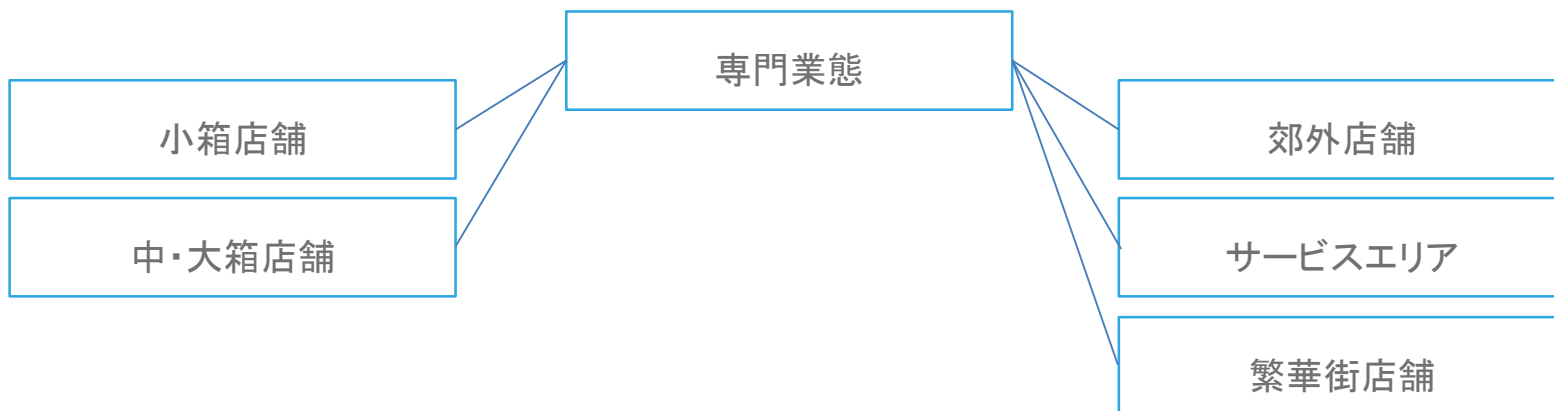 専門業態
小箱店舗
中・大箱店舗
郊外店舗
サービスエリア
繁華街店舗